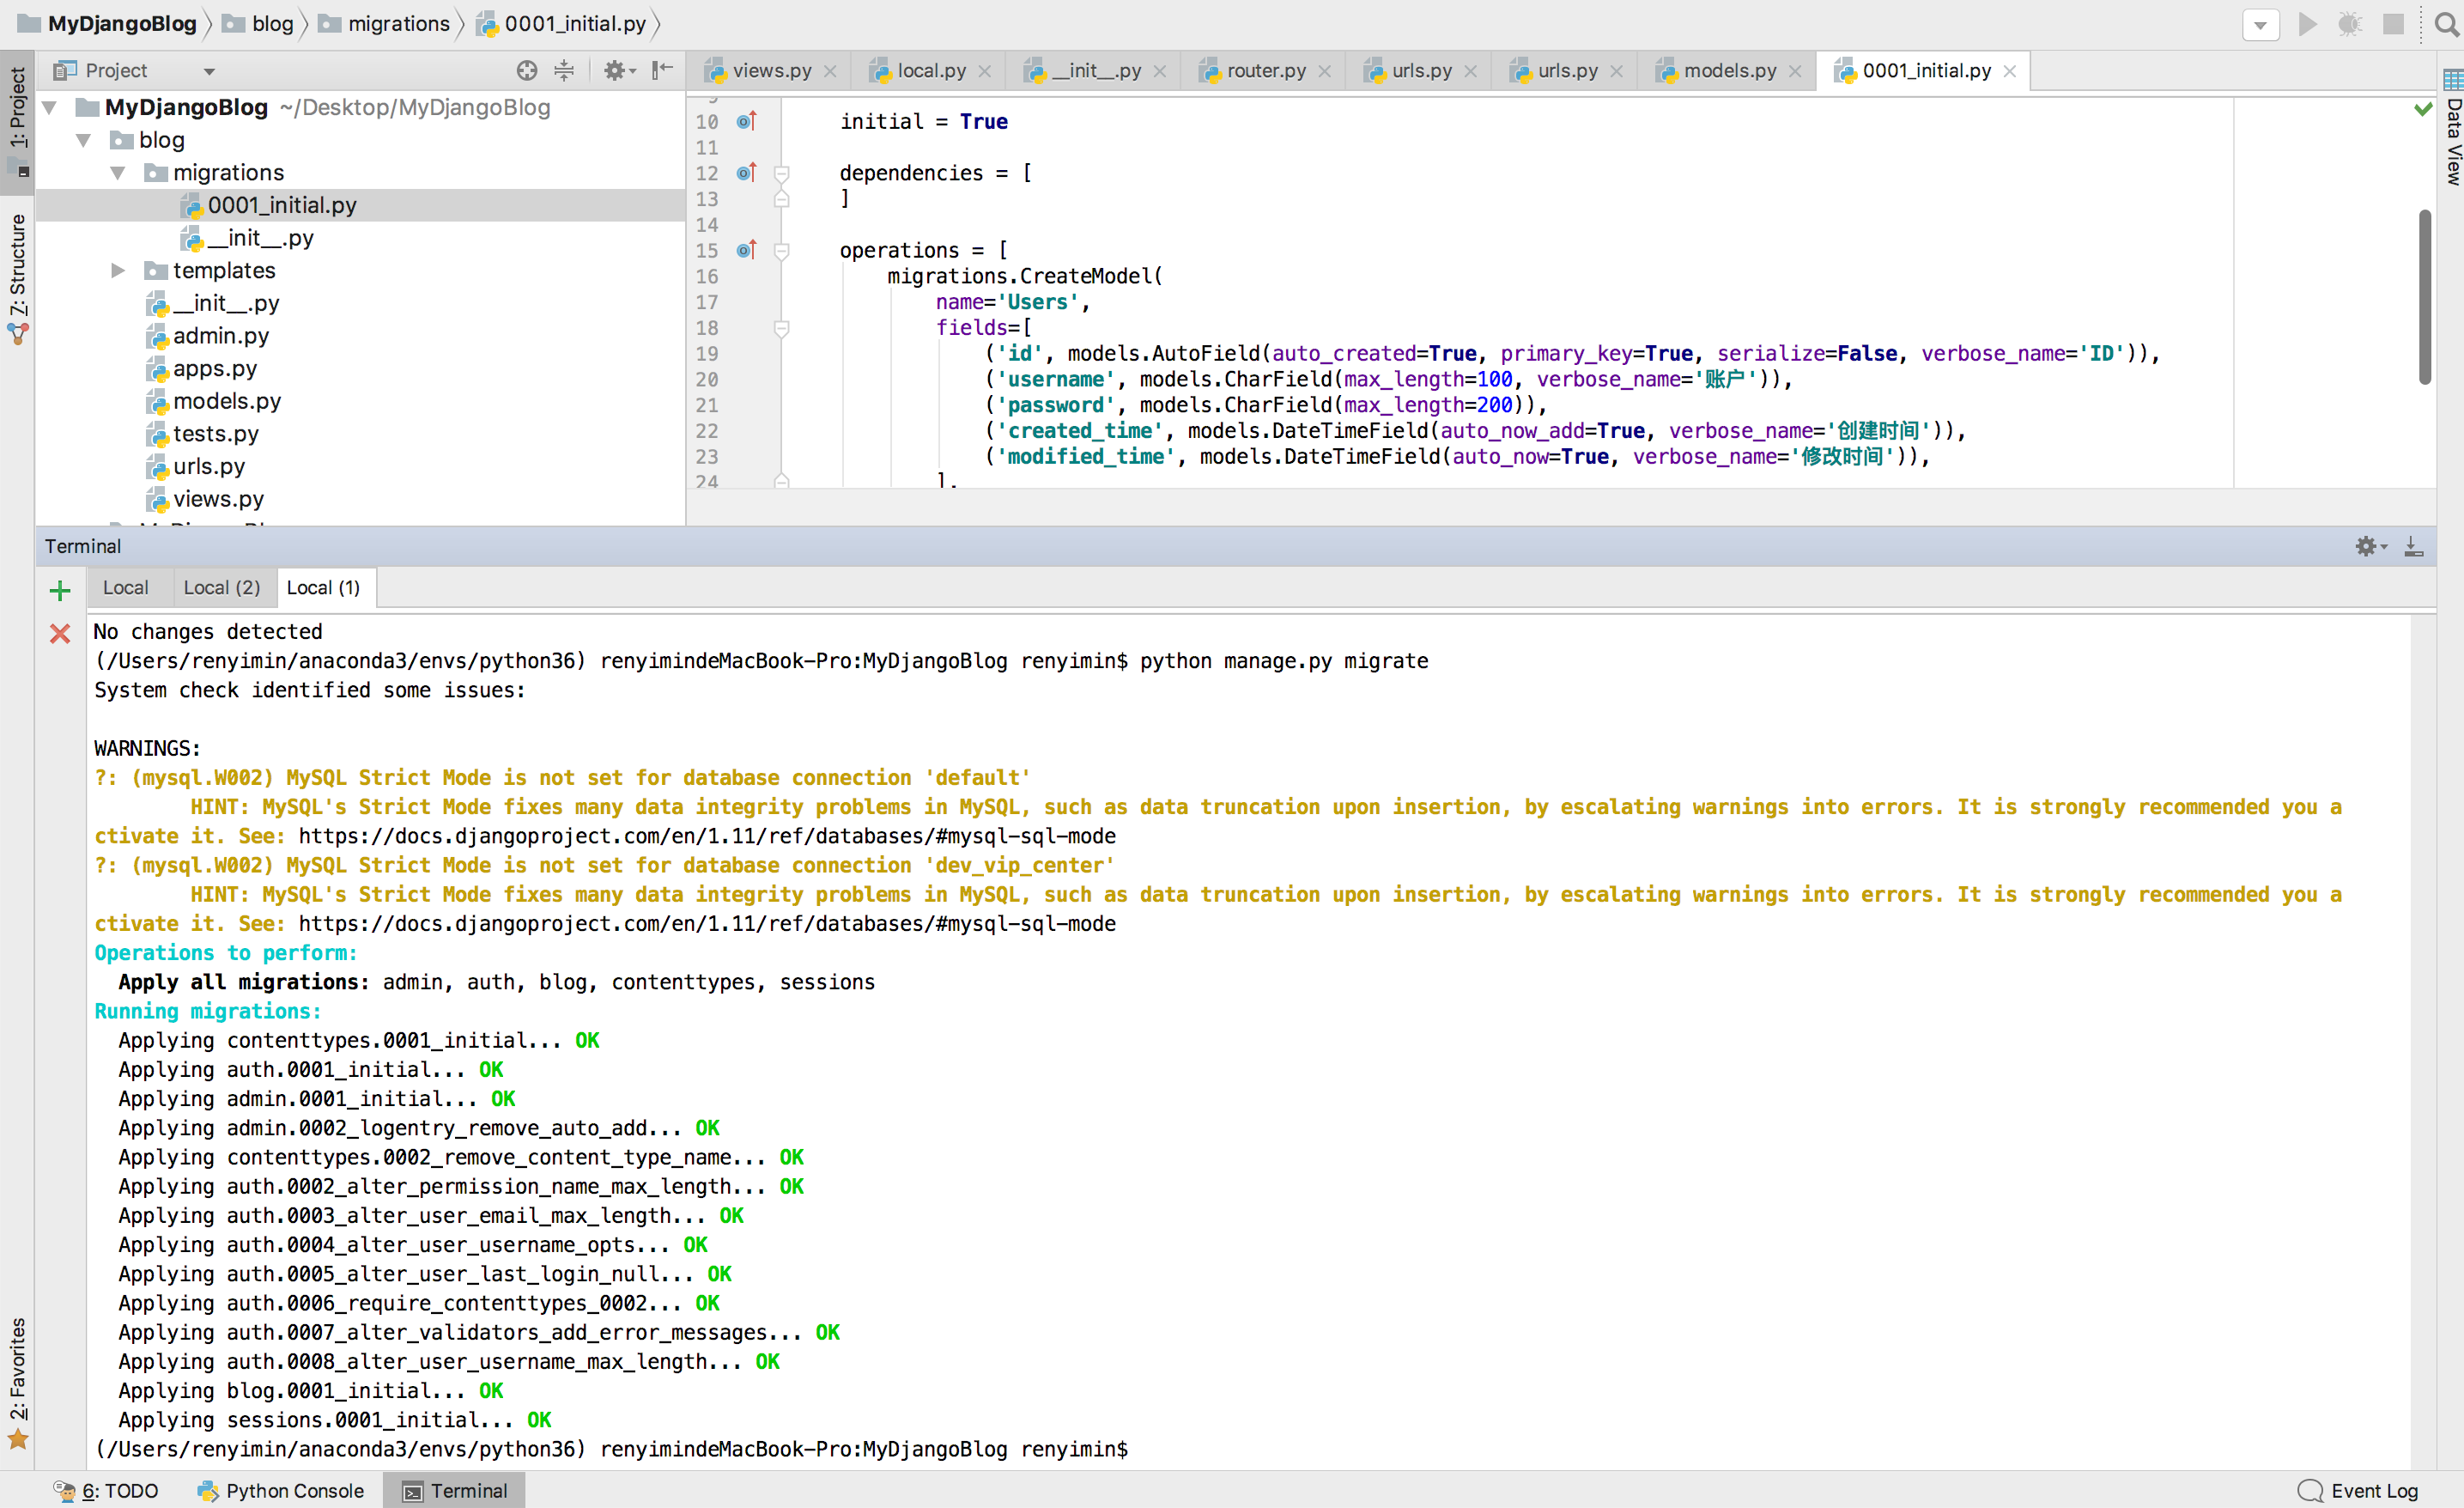 MyDjangoBlog blog migrations 0001_initial.py
Project
views.py local.py __init__.py router.py urls.py urls.py models.py 0001_initial.py
1: Project
7: Structure
2: Favorites
Data View
MyDjangoBlog ~/Desktop/MyDjangoBlog
blog
migrations
0001_initial.py
__init__.py
templates
__init__.py
admin.py
apps.py
models.py
tests.py
urls.py
views.py
10 initial = True
11
12 dependencies = [
13 ]
14
15 operations = [
16 migrations.CreateModel(
17 name='Users',
18 fields=[
19 ('id', models.AutoField(auto_created=True, primary_key=True, serialize=False, verbose_name='ID')),
20 ('username', models.CharField(max_length=100, verbose_name='账户')),
21 ('password', models.CharField(max_length=200)),
22 ('created_time', models.DateTimeField(auto_now_add=True, verbose_name='创建时间')),
23 ('modified_time', models.DateTimeField(auto_now=True, verbose_name='修改时间')),
24 ],
Terminal
Local Local (2) Local (1)
No changes detected
(/Users/renyimin/anaconda3/envs/python36) renyimindeMacBook-Pro:MyDjangoBlog renyimin$ python manage.py migrate
System check identified some issues:
WARNINGS:
?: (mysql.W002) MySQL Strict Mode is not set for database connection 'default'
HINT: MySQL's Strict Mode fixes many data integrity problems in MySQL, such as data truncation upon insertion, by escalating warnings into errors. It is strongly recommended you a
ctivate it. See: https://docs.djangoproject.com/en/1.11/ref/databases/#mysql-sql-mode
?: (mysql.W002) MySQL Strict Mode is not set for database connection 'dev_vip_center'
HINT: MySQL's Strict Mode fixes many data integrity problems in MySQL, such as data truncation upon insertion, by escalating warnings into errors. It is strongly recommended you a
ctivate it. See: https://docs.djangoproject.com/en/1.11/ref/databases/#mysql-sql-mode
Operations to perform:
Apply all migrations: admin, auth, blog, contenttypes, sessions
Running migrations:
Applying contenttypes.0001_initial... OK
Applying auth.0001_initial... OK
Applying admin.0001_initial... OK
Applying admin.0002_logentry_remove_auto_add... OK
Applying contenttypes.0002_remove_content_type_name... OK
Applying auth.0002_alter_permission_name_max_length... OK
Applying auth.0003_alter_user_email_max_length... OK
Applying auth.0004_alter_user_username_opts... OK
Applying auth.0005_alter_user_last_login_null... OK
Applying auth.0006_require_contenttypes_0002... OK
Applying auth.0007_alter_validators_add_error_messages... OK
Applying auth.0008_alter_user_username_max_length... OK
Applying blog.0001_initial... OK
Applying sessions.0001_initial... OK
(/Users/renyimin/anaconda3/envs/python36) renyimindeMacBook-Pro:MyDjangoBlog renyimin$
6: TODO Python Console Terminal Event Log